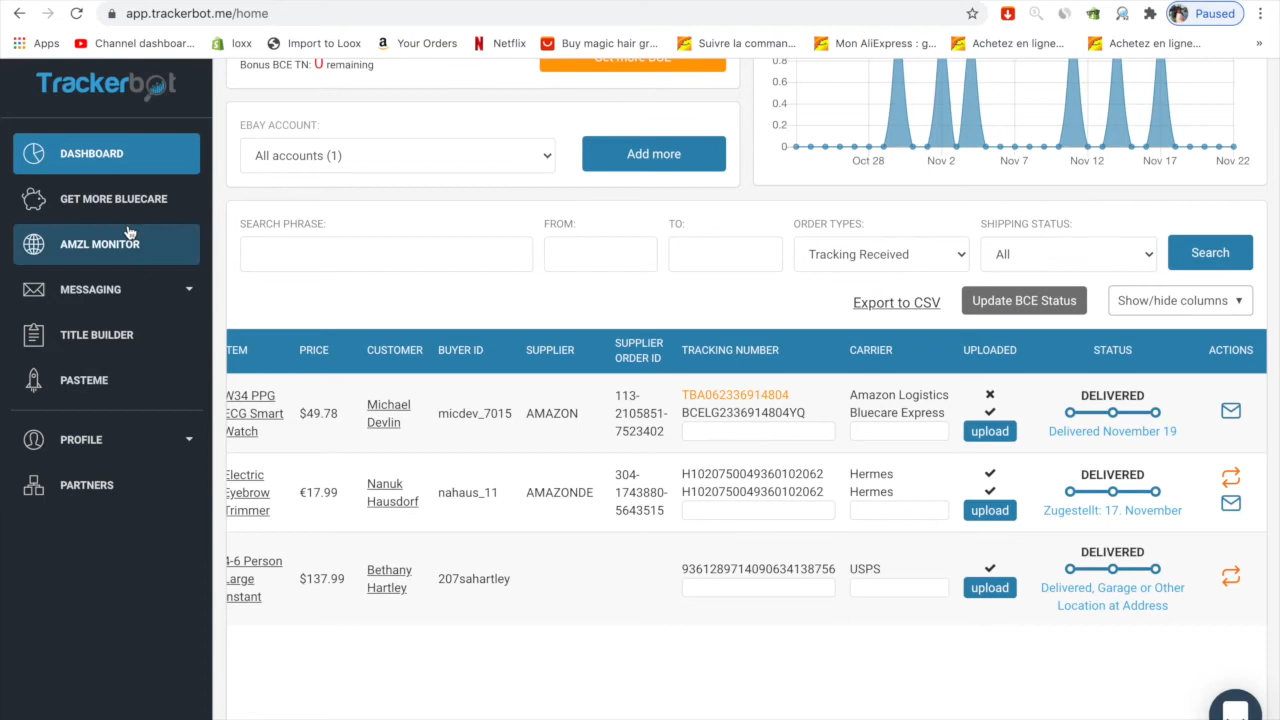 app.trackerbot.me/home
Paused
Apps
Channel dashboar...
loxx
Import to Loox
Your Orders
Netflix
Buy magic hair gr...
Suivre la comman...
Mon AliExpress : g...
Achetez en ligne...
Achetez en ligne...
»
Trackerbot
DASHBOARD
GET MORE BLUECARE
AMZL MONITOR
MESSAGING
TITLE BUILDER
PASTEME
PROFILE
PARTNERS
Bonus BCE TN: 0 remaining
Get more BCE
EBAY ACCOUNT:
All accounts (1)
Add more
0.8
0.6
0.4
0.2
0
Oct 28 Nov 2 Nov 7 Nov 12 Nov 17 Nov 22
SEARCH PHRASE: FROM: TO: ORDER TYPES: SHIPPING STATUS:
Tracking Received All Search
Export to CSV Update BCE Status Show/hide columns ▼
ITEM PRICE CUSTOMER BUYER ID SUPPLIER SUPPLIER ORDER ID TRACKING NUMBER CARRIER UPLOADED STATUS ACTIONS
W34 PPG
ECG Smart
Watch
$49.78
Michael
Devlin
micdev_7015
AMAZON
113-
2105851-
7523402
TBA062336914804
BCELG2336914804YQ
Amazon Logistics
Bluecare Express
upload
DELIVERED
Delivered November 19
Electric
Eyebrow
Trimmer
€17.99
Nanuk
Hausdorf
nahaus_11
AMAZONDE
304-
1743880-
5643515
H1020750049360102062
H1020750049360102062
Hermes
Hermes
upload
DELIVERED
Zugestellt: 17. November
4-6 Person
Large
Instant
$137.99
Bethany
Hartley
207sahartley
9361289714090634138756
USPS
upload
DELIVERED
Delivered, Garage or Other
Location at Address